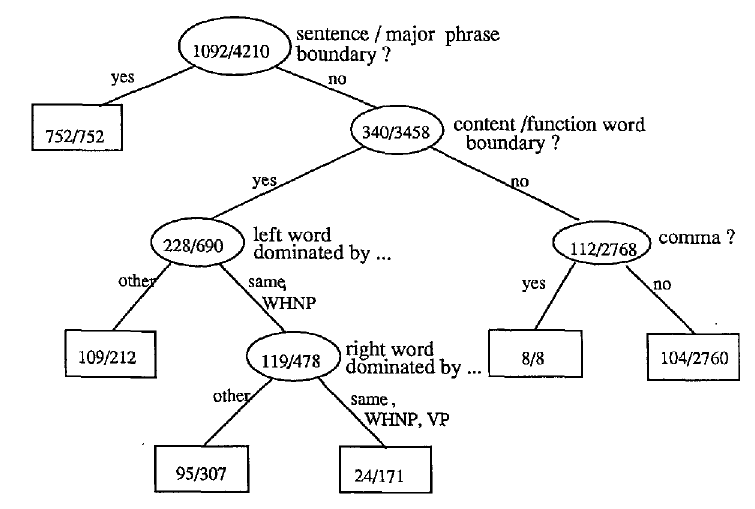 sentence / major phrase
1092/4210
boundary ?
yes
no
752/752
340/3458
content /function word
boundary ?
yes
no
228/690
left word
dominated by ...
112/2768
comma ?
other
same,
WHNP
yes
no
109/212
119/478
right word
dominated by ...
8/8
104/2760
other
same ,
WHNP, VP
95/307
24/171